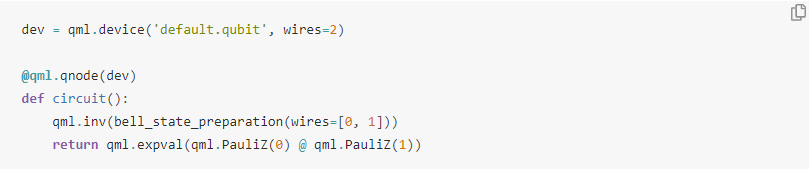 dev = qml.device('default.qubit', wires=2)
@qml.qnode(dev)
def circuit():
    qml.inv(bell_state_preparation(wires=[0, 1]))
    return qml.expval(qml.PauliZ(0) @ qml.PauliZ(1))